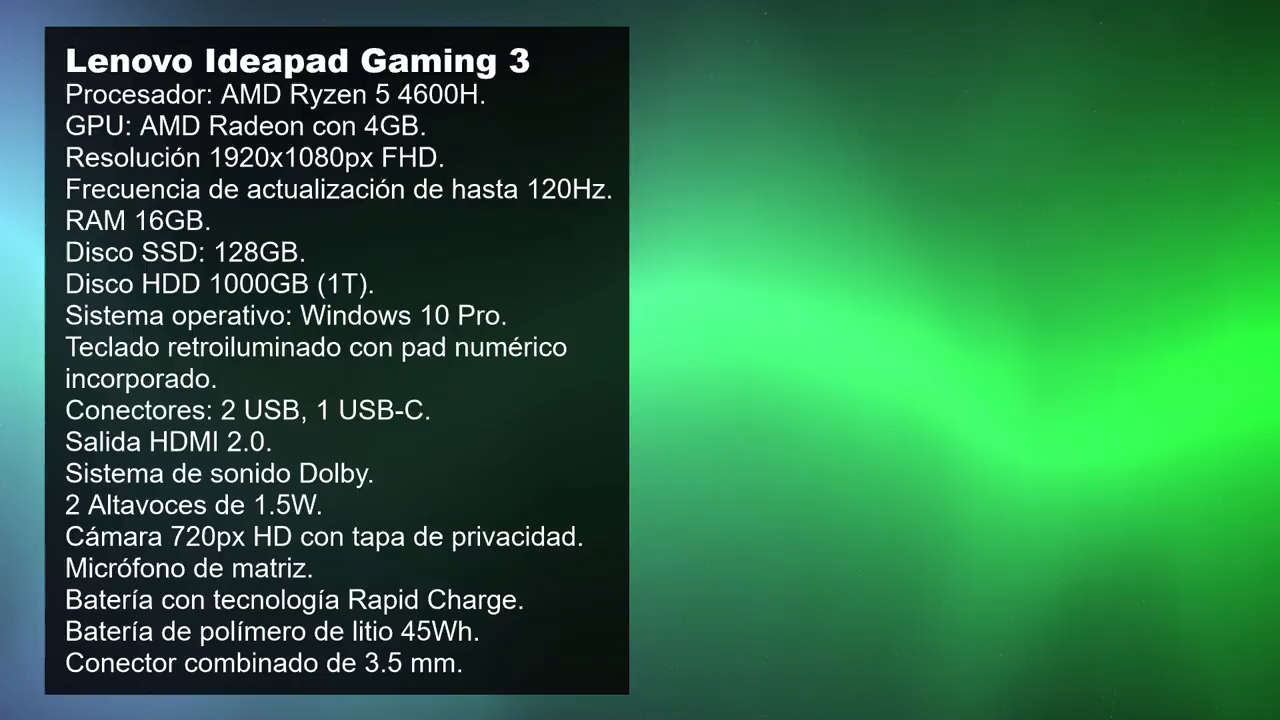 Lenovo Ideapad Gaming 3
Procesador: AMD Ryzen 5 4600H.
GPU: AMD Radeon con 4GB.
Resolución 1920x1080px FHD.
Frecuencia de actualización de hasta 120Hz.
RAM 16GB.
Disco SSD: 128GB.
Disco HDD 1000GB (1T).
Sistema operativo: Windows 10 Pro.
Teclado retroiluminado con pad numérico
incorporado.
Conectores: 2 USB, 1 USB-C.
Salida HDMI 2.0.
Sistema de sonido Dolby.
2 Altavoces de 1.5W.
Cámara 720px HD con tapa de privacidad.
Micrófono de matriz.
Batería con tecnología Rapid Charge.
Batería de polímero de litio 45Wh.
Conector combinado de 3.5 mm.